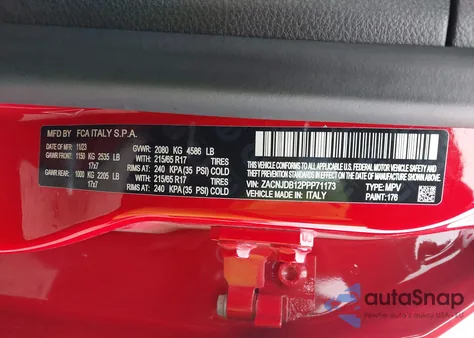 MFD BY FCA ITALY S.P.A.
DATE OF MFR 11/23 GVWR: 2080 KG 4586 LB
GAWR FRONT: 1150 KG 2535 LB WITH 215/65 R17 TIRES
17x7 RIMS AT 240 KPA(35 PSI) COLD
GAWR REAR: 1000 KG 2205 LB WITH 215/65 R17 TIRES
17x7 RIMS AT 240 KPA(35 PSI) COLD
THIS VEHICLE CONFORMS TO ALL APPLICABLE FEDERAL MOTOR VEHICLE SAFETY, BUMPER, AND THEFT PREVENTION STANDARDS IN EFFECT ON THE DATE OF MANUFACTURE SHOWN ABOVE.
VIN: ZACNJDB12PPP71173 TYPE: MPV
VEHICLE MADE IN: ITALY PAINT: 176
autoSnap